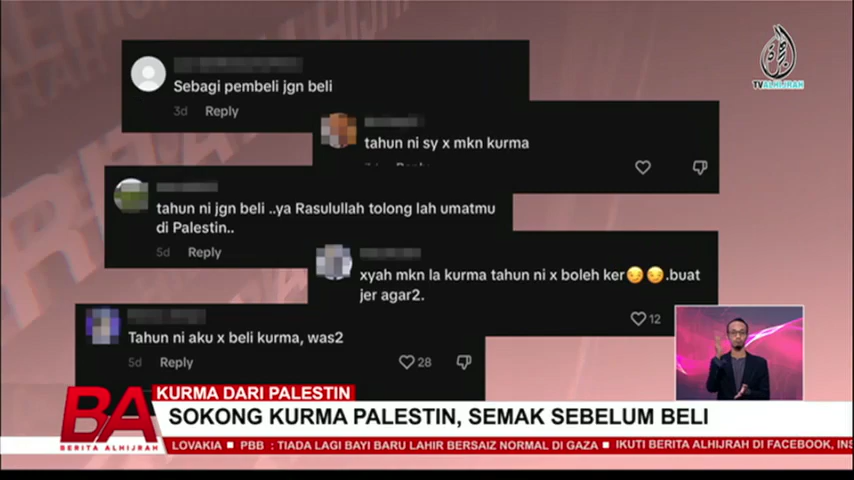 TV ALHIJRAH
Sebagi pembeli jgn beli
3d Reply
tahun ni sy x mkn kurma
Reply
tahun ni jgn beli ..ya Rasulullah tolong lah umatmu
di Palestin..
5d Reply
xyah mkn la kurma tahun ni x boleh ker😏😏.buat
jer agar2.
12
Tahun ni aku x beli kurma, was2
5d Reply 28
BA
BERITA ALHIJRAH
KURMA DARI PALESTIN
SOKONG KURMA PALESTIN, SEMAK SEBELUM BELI
LOVAKIA ■ PBB : TIADA LAGI BAYI BARU LAHIR BERSAIZ NORMAL DI GAZA ■ IKUTI BERITA ALHIJRAH DI FACEBOOK, INS